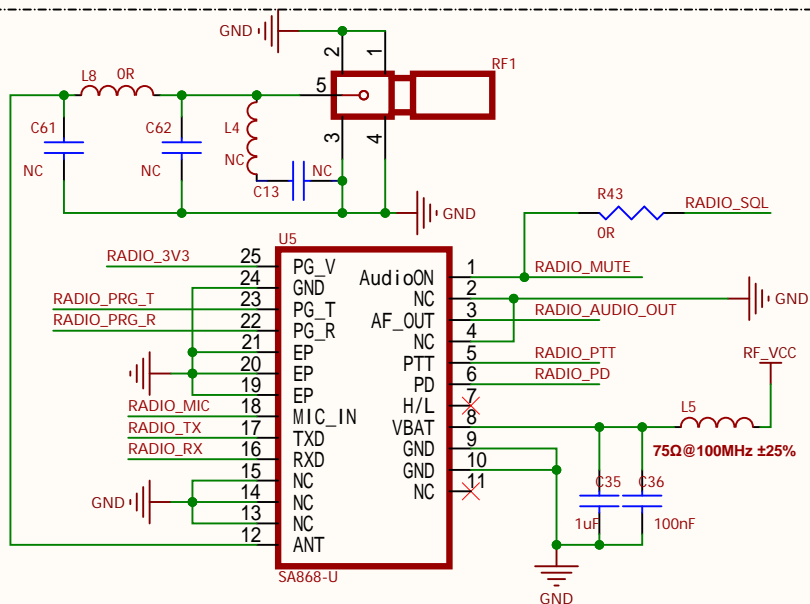 GND
2
1
RF1
L8
0R
5
C61
C62
L4
3
4
NC
NC
NC
NC
C13
GND
R43
RADIO_SQL
0R
U5
RADIO_3V3
25
PG_V
AudioON
1
RADIO_MUTE
24
GND
NC
2
GND
RADIO_PRG_T
23
PG_T
AF_OUT
3
RADIO_AUDIO_OUT
RADIO_PRG_R
22
PG_R
NC
4
21
EP
PTT
5
RADIO_PTT
RF_VCC
20
EP
PD
6
RADIO_PD
19
EP
H/L
7
RADIO_MIC
18
MIC_IN
VBAT
8
L5
RADIO_TX
17
TXD
GND
9
75Ω@100MHz ±25%
RADIO_RX
16
RXD
GND
10
15
NC
NC
11
C35
C36
GND
14
NC
1uF
100nF
13
NC
12
ANT
SA868-U
GND